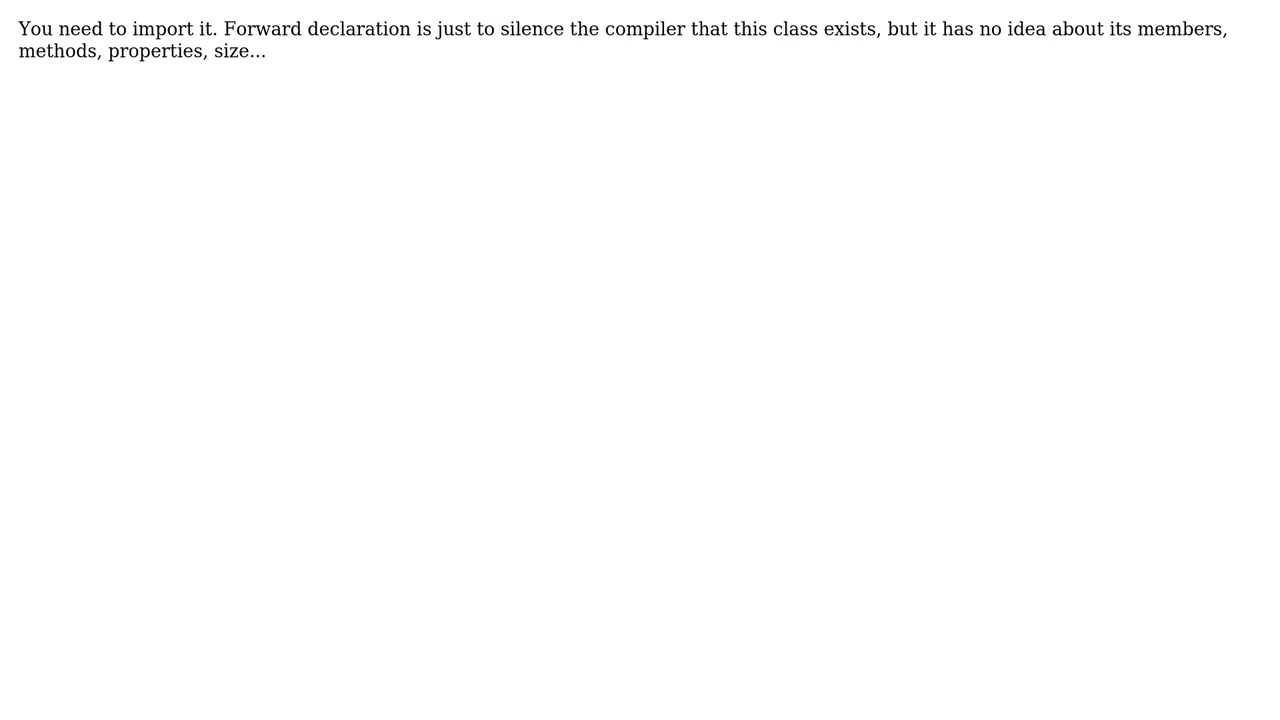 You need to import it. Forward declaration is just to silence the compiler that this class exists, but it has no idea about its members,
methods, properties, size...